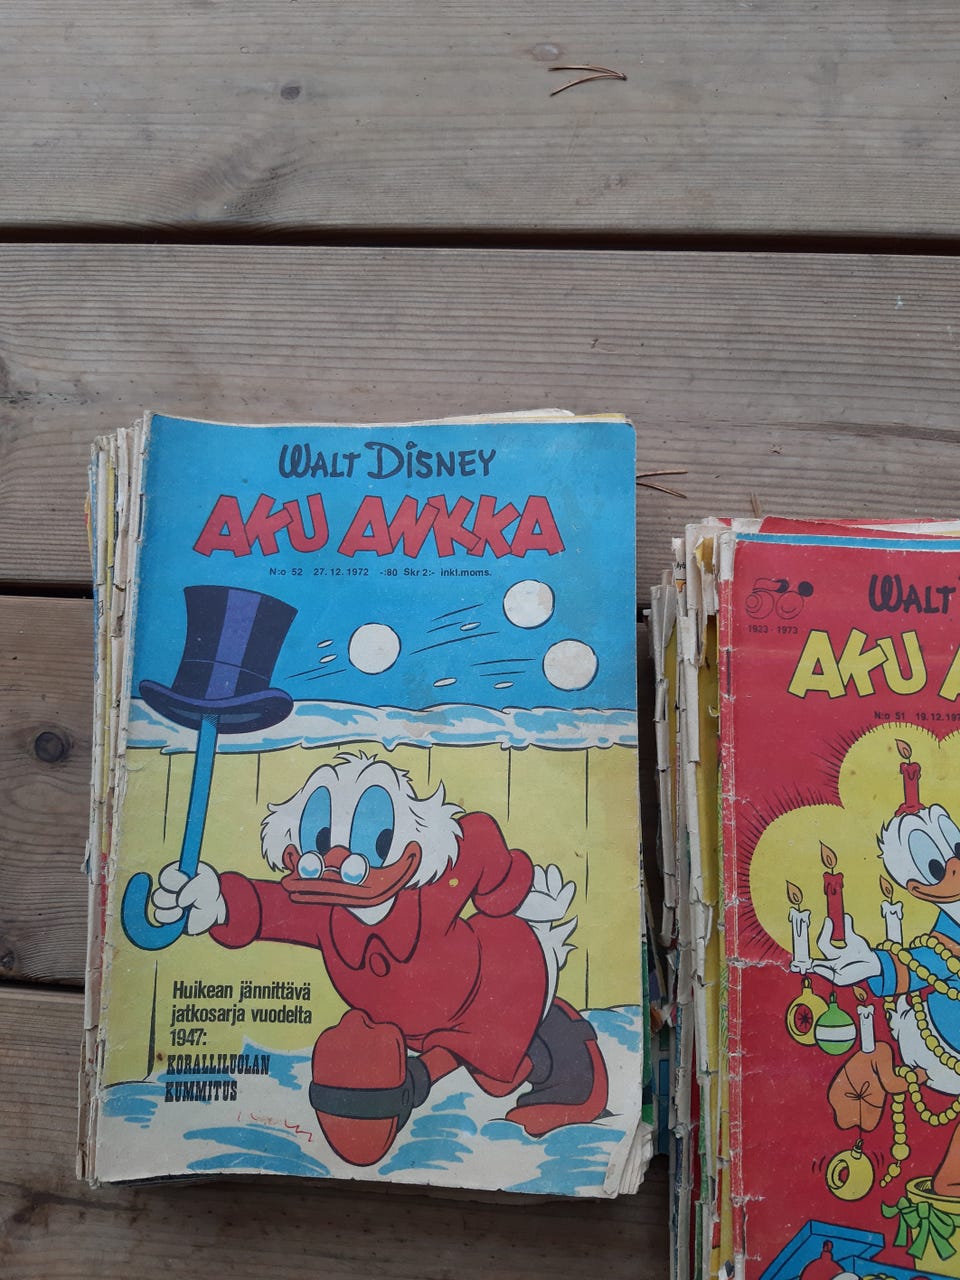 WALT DISNEY
AKU ANKKA
N:o 52 27.12.1972 -:80 Skr 2:- inkl.moms.
Huikean jännittävä
jatkosarja vuodelta
1947:
KORALLILUOLAN
KUMMITUS
50
1923 - 1973
WALT
AKU
N:o 51 19.12.197